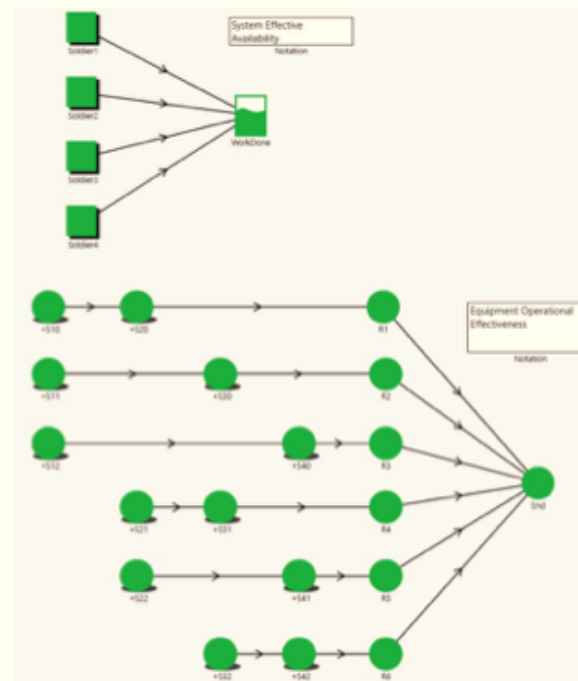 System Effective
Availability
Notation
Soldier1
Soldier2
WorkDone
Soldier3
Soldier4
Equipment Operational
Effectiveness
Notation
+S10 +S20 R1
+S11 +S30 R2
+S12 +S40 R3
+S21 +S31 R4
End
+S22 +S41 R5
+S32 +S42 R6